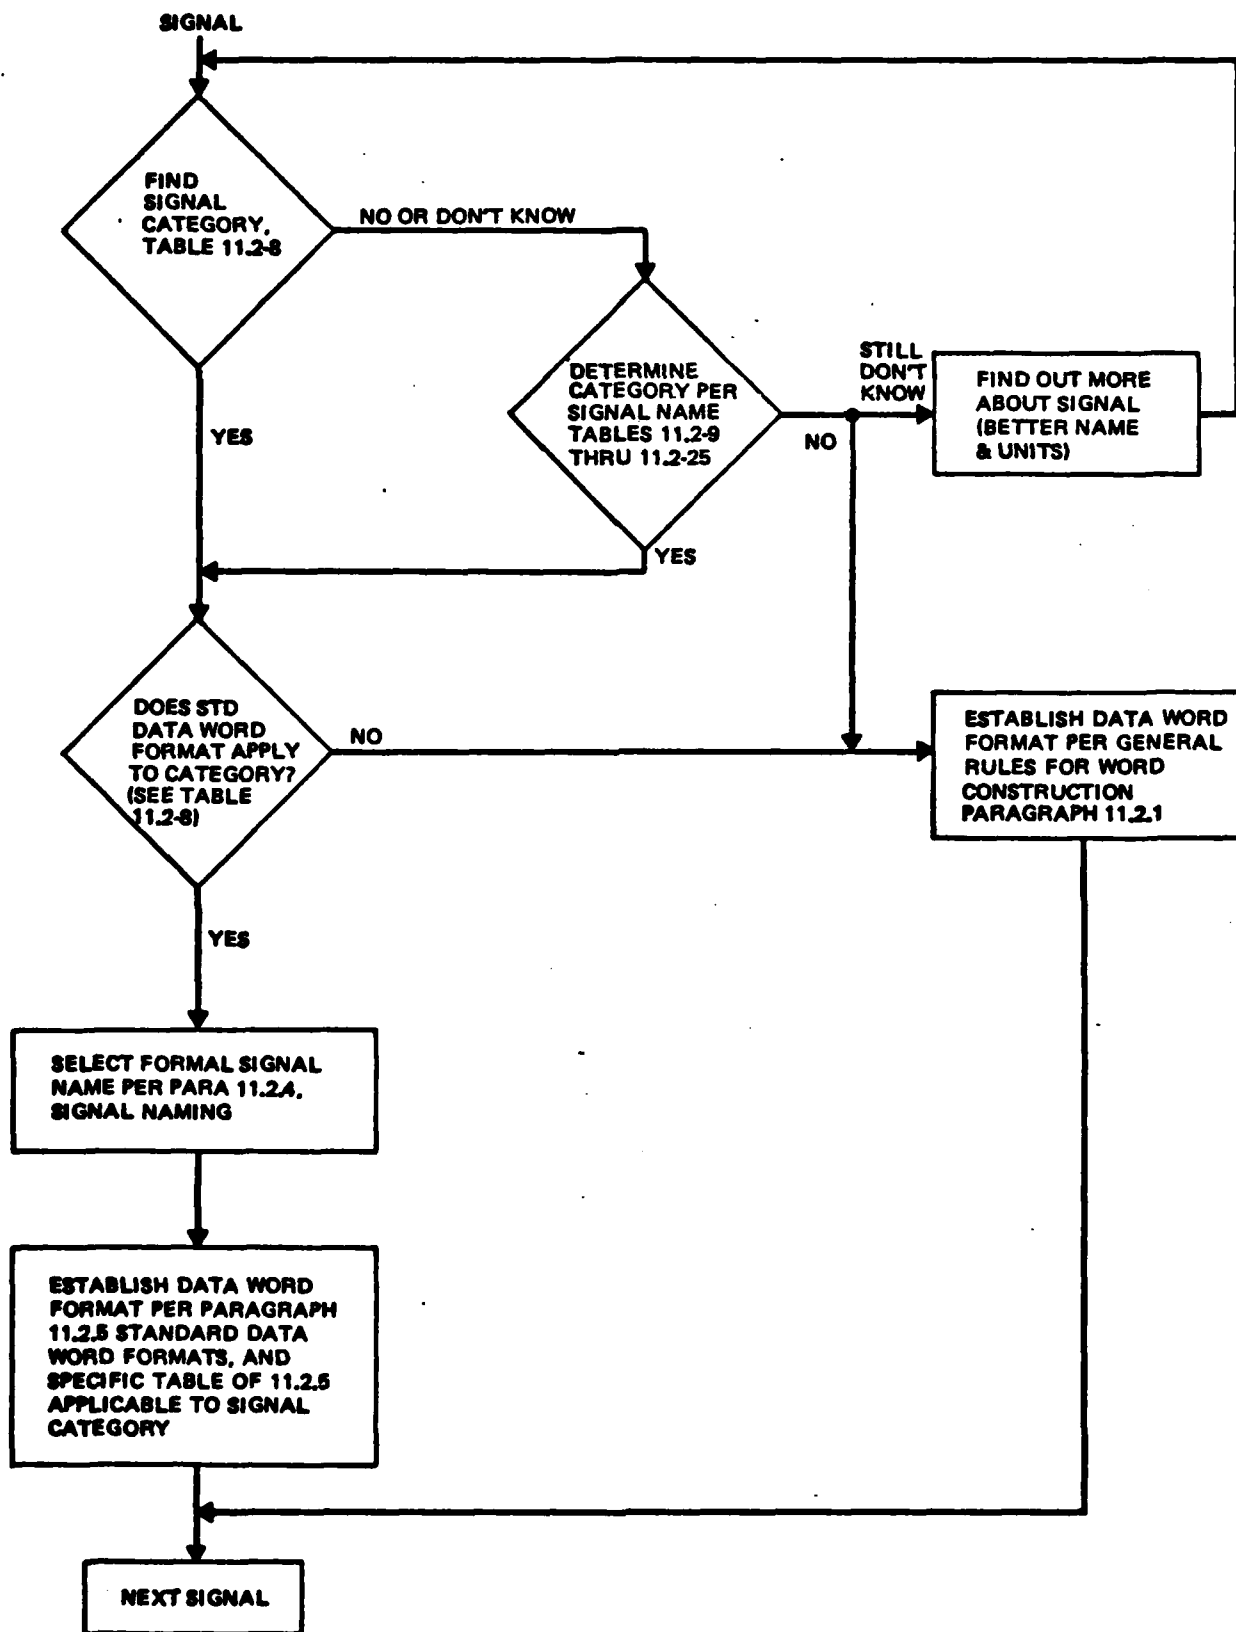 SIGNAL
FIND
SIGNAL
CATEGORY,
TABLE 11.2-8
NO OR DON'T KNOW
YES
DETERMINE
CATEGORY PER
SIGNAL NAME
TABLES 11.2-9
THRU 11.2-25
STILL
DON'T
KNOW
NO
FIND OUT MORE
ABOUT SIGNAL
(BETTER NAME
& UNITS)
YES
DOES STD
DATA WORD
FORMAT APPLY
TO CATEGORY?
(SEE TABLE
11.2-8)
NO
ESTABLISH DATA WORD
FORMAT PER GENERAL
RULES FOR WORD
CONSTRUCTION
PARAGRAPH 11.2.1
YES
SELECT FORMAL SIGNAL
NAME PER PARA 11.2.4,
SIGNAL NAMING
ESTABLISH DATA WORD
FORMAT PER PARAGRAPH
11.2.5 STANDARD DATA
WORD FORMATS, AND
SPECIFIC TABLE OF 11.2.5
APPLICABLE TO SIGNAL
CATEGORY
NEXT SIGNAL